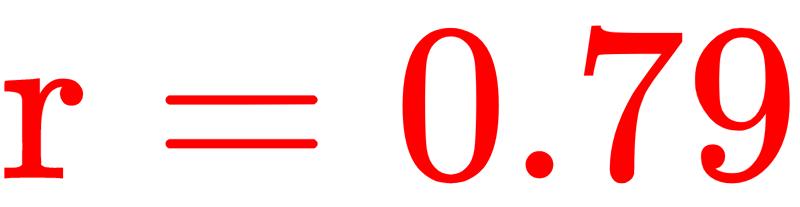 r = 0.79